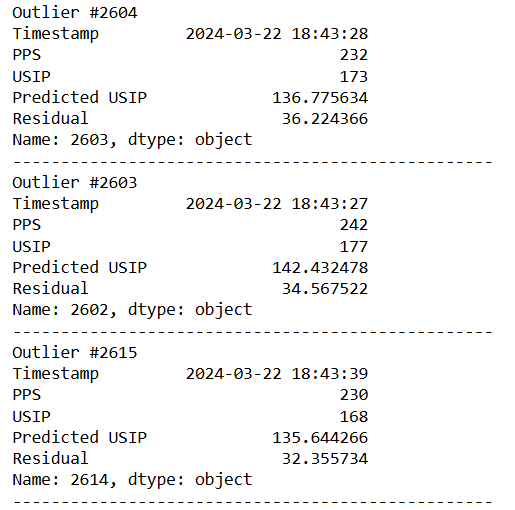 Outlier #2604
Timestamp         2024-03-22 18:43:28
PPS                               232
USIP                              173
Predicted USIP             136.775634
Residual                    36.224366
Name: 2603, dtype: object
--------------------------------------------------
Outlier #2603
Timestamp         2024-03-22 18:43:27
PPS                               242
USIP                              177
Predicted USIP             142.432478
Residual                    34.567522
Name: 2602, dtype: object
--------------------------------------------------
Outlier #2615
Timestamp         2024-03-22 18:43:39
PPS                               230
USIP                              168
Predicted USIP             135.644266
Residual                    32.355734
Name: 2614, dtype: object
--------------------------------------------------